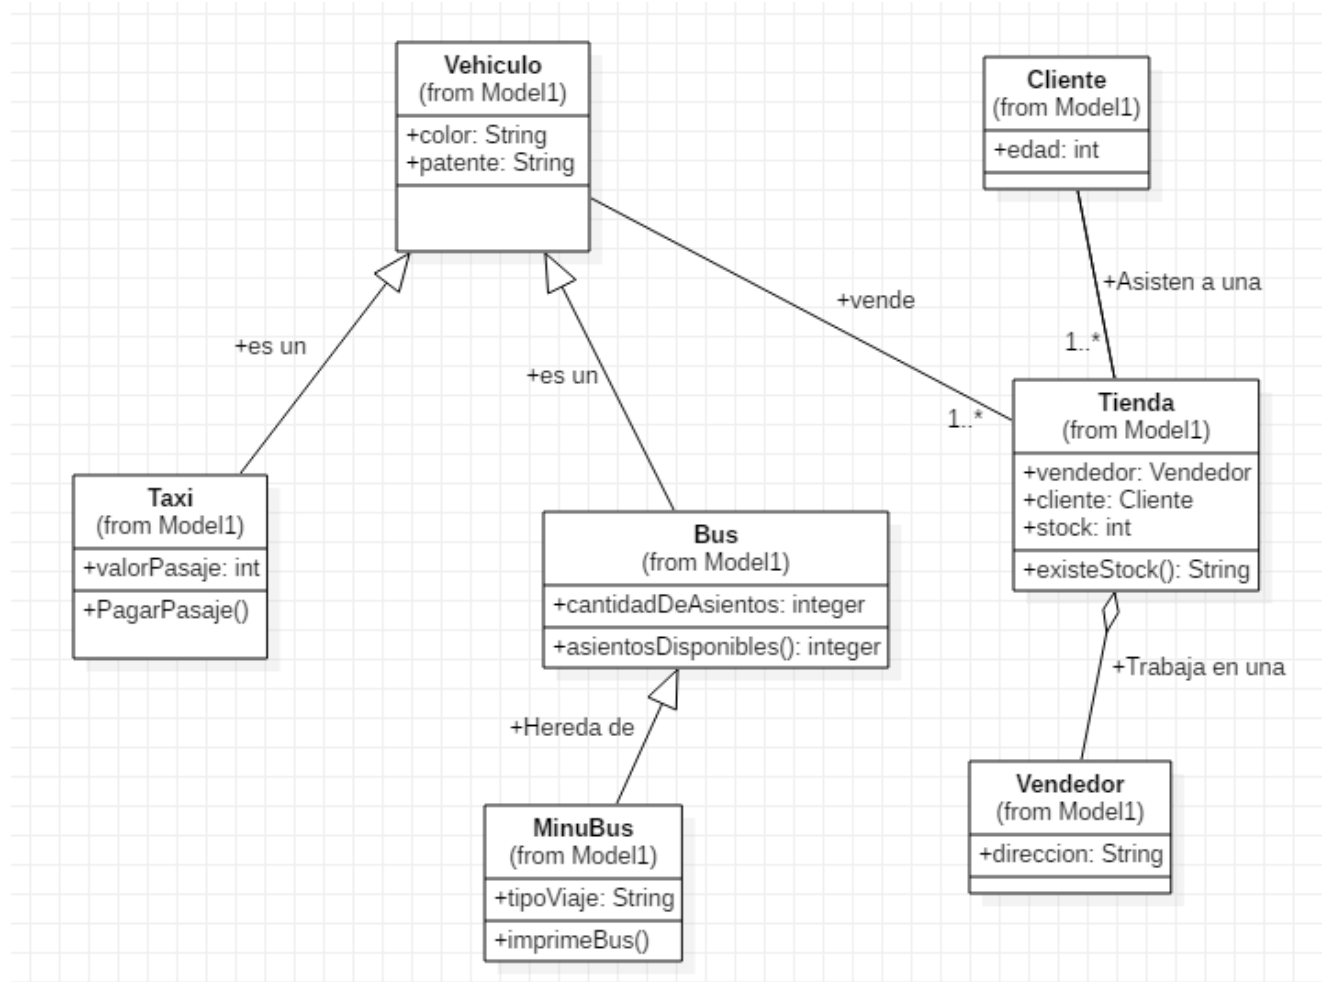 Vehiculo
(from Model1)
+color: String
+patente: String
Cliente
(from Model1)
+edad: int
+vende
+Asisten a una
1..*
1..*
+es un
+es un
Tienda
(from Model1)
+vendedor: Vendedor
+cliente: Cliente
+stock: int
+existeStock(): String
Taxi
(from Model1)
+valorPasaje: int
+PagarPasaje()
Bus
(from Model1)
+cantidadDeAsientos: integer
+asientosDisponibles(): integer
+Trabaja en una
+Hereda de
MinuBus
(from Model1)
+tipoViaje: String
+imprimeBus()
Vendedor
(from Model1)
+direccion: String